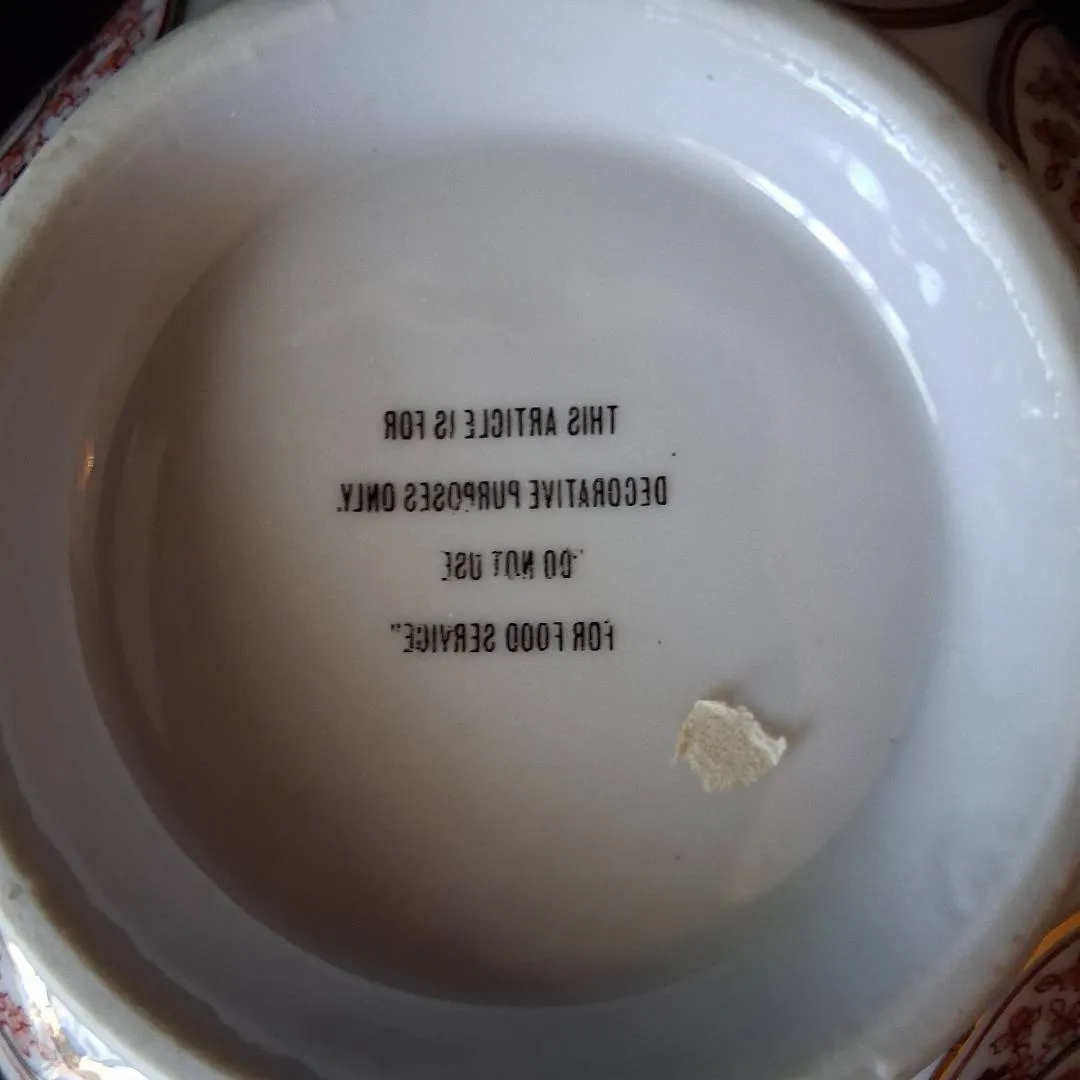 THIS ARTICLE IS FOR
DECORATIVE PURPOSES ONLY.
"DO NOT USE
FOR FOOD SERVICE"